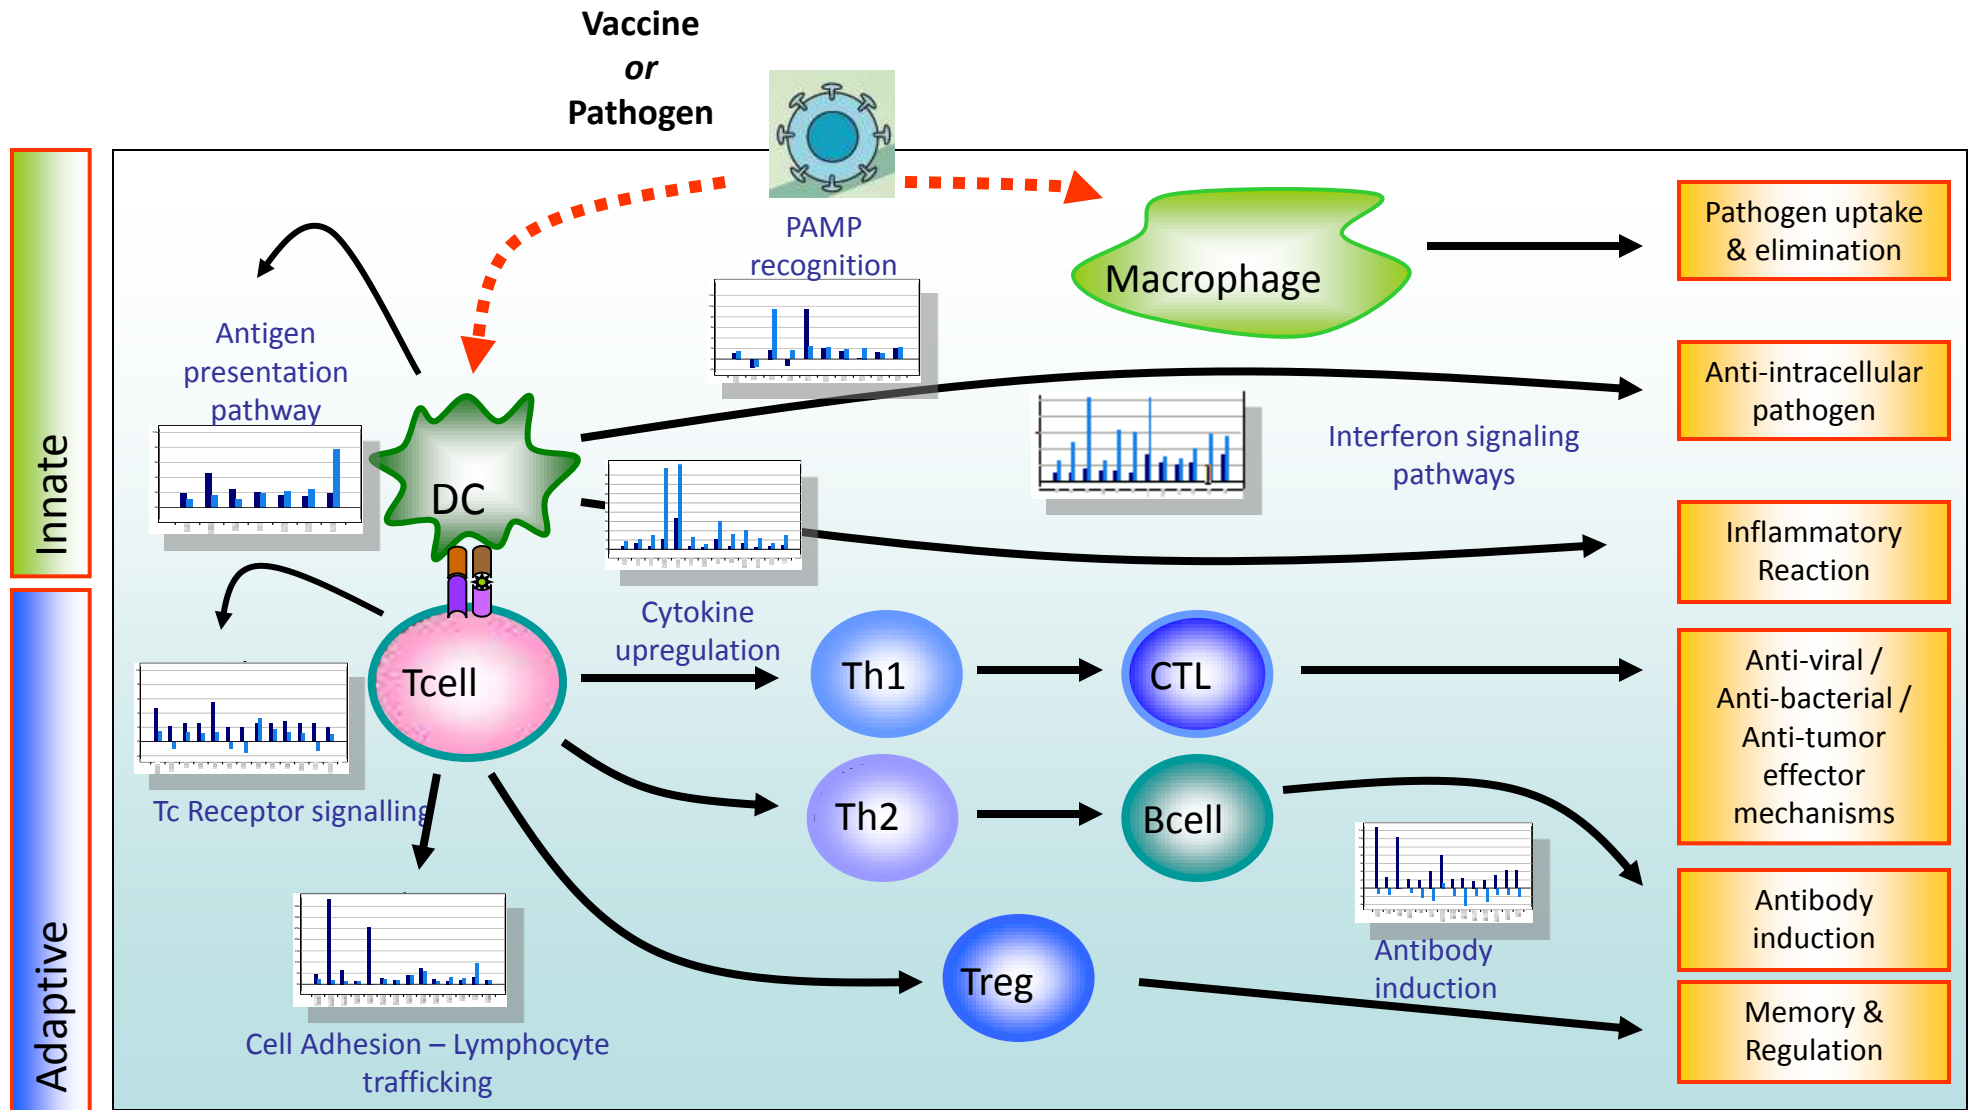 Vaccine
or
Pathogen
Innate
Adaptive
PAMP
recognition
Macrophage
Pathogen uptake
& elimination
Antigen
presentation
pathway
DC
Anti-intracellular
pathogen
Interferon signaling
pathways
Inflammatory
Reaction
Cytokine
upregulation
Tcell
Th1
CTL
Anti-viral /
Anti-bacterial /
Anti-tumor
effector
mechanisms
Tc Receptor signalling
Th2
Bcell
Antibody
induction
Antibody
induction
Treg
Memory &
Regulation
Cell Adhesion – Lymphocyte
trafficking